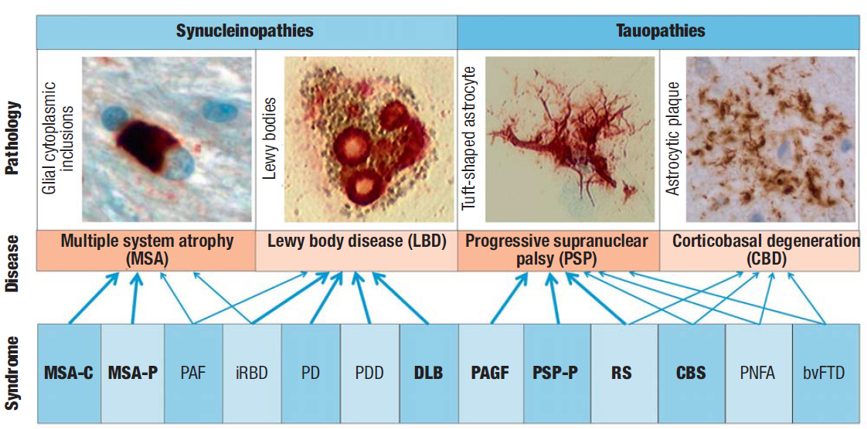 Synucleinopathies
Tauopathies
Pathology
Glial cytoplasmic
inclusions
Lewy bodies
Tuft-shaped astrocyte
Astrocytic plaque
Disease
Multiple system atrophy
(MSA)
Lewy body disease (LBD)
Progressive supranuclear
palsy (PSP)
Corticobasal degeneration
(CBD)
Syndrome
MSA-C
MSA-P
PAF
iRBD
PD
PDD
DLB
PAGF
PSP-P
RS
CBS
PNFA
bvFTD